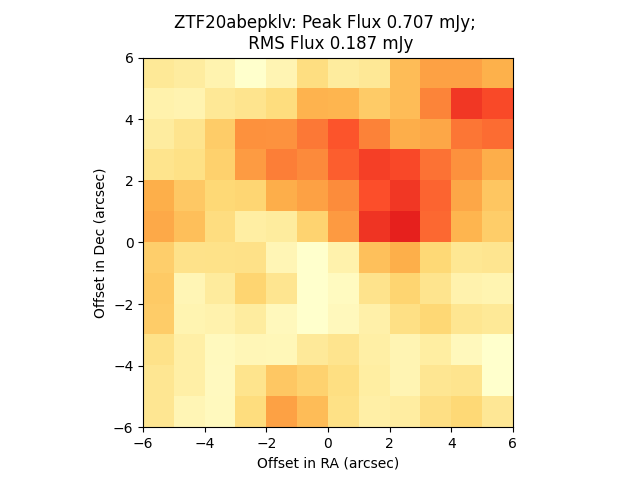 ZTF20abepklv: Peak Flux 0.707 mJy;
RMS Flux 0.187 mJy
6
4
2
0
−2
−4
−6
Offset in Dec (arcsec)
−6 −4 −2 0 2 4 6
Offset in RA (arcsec)